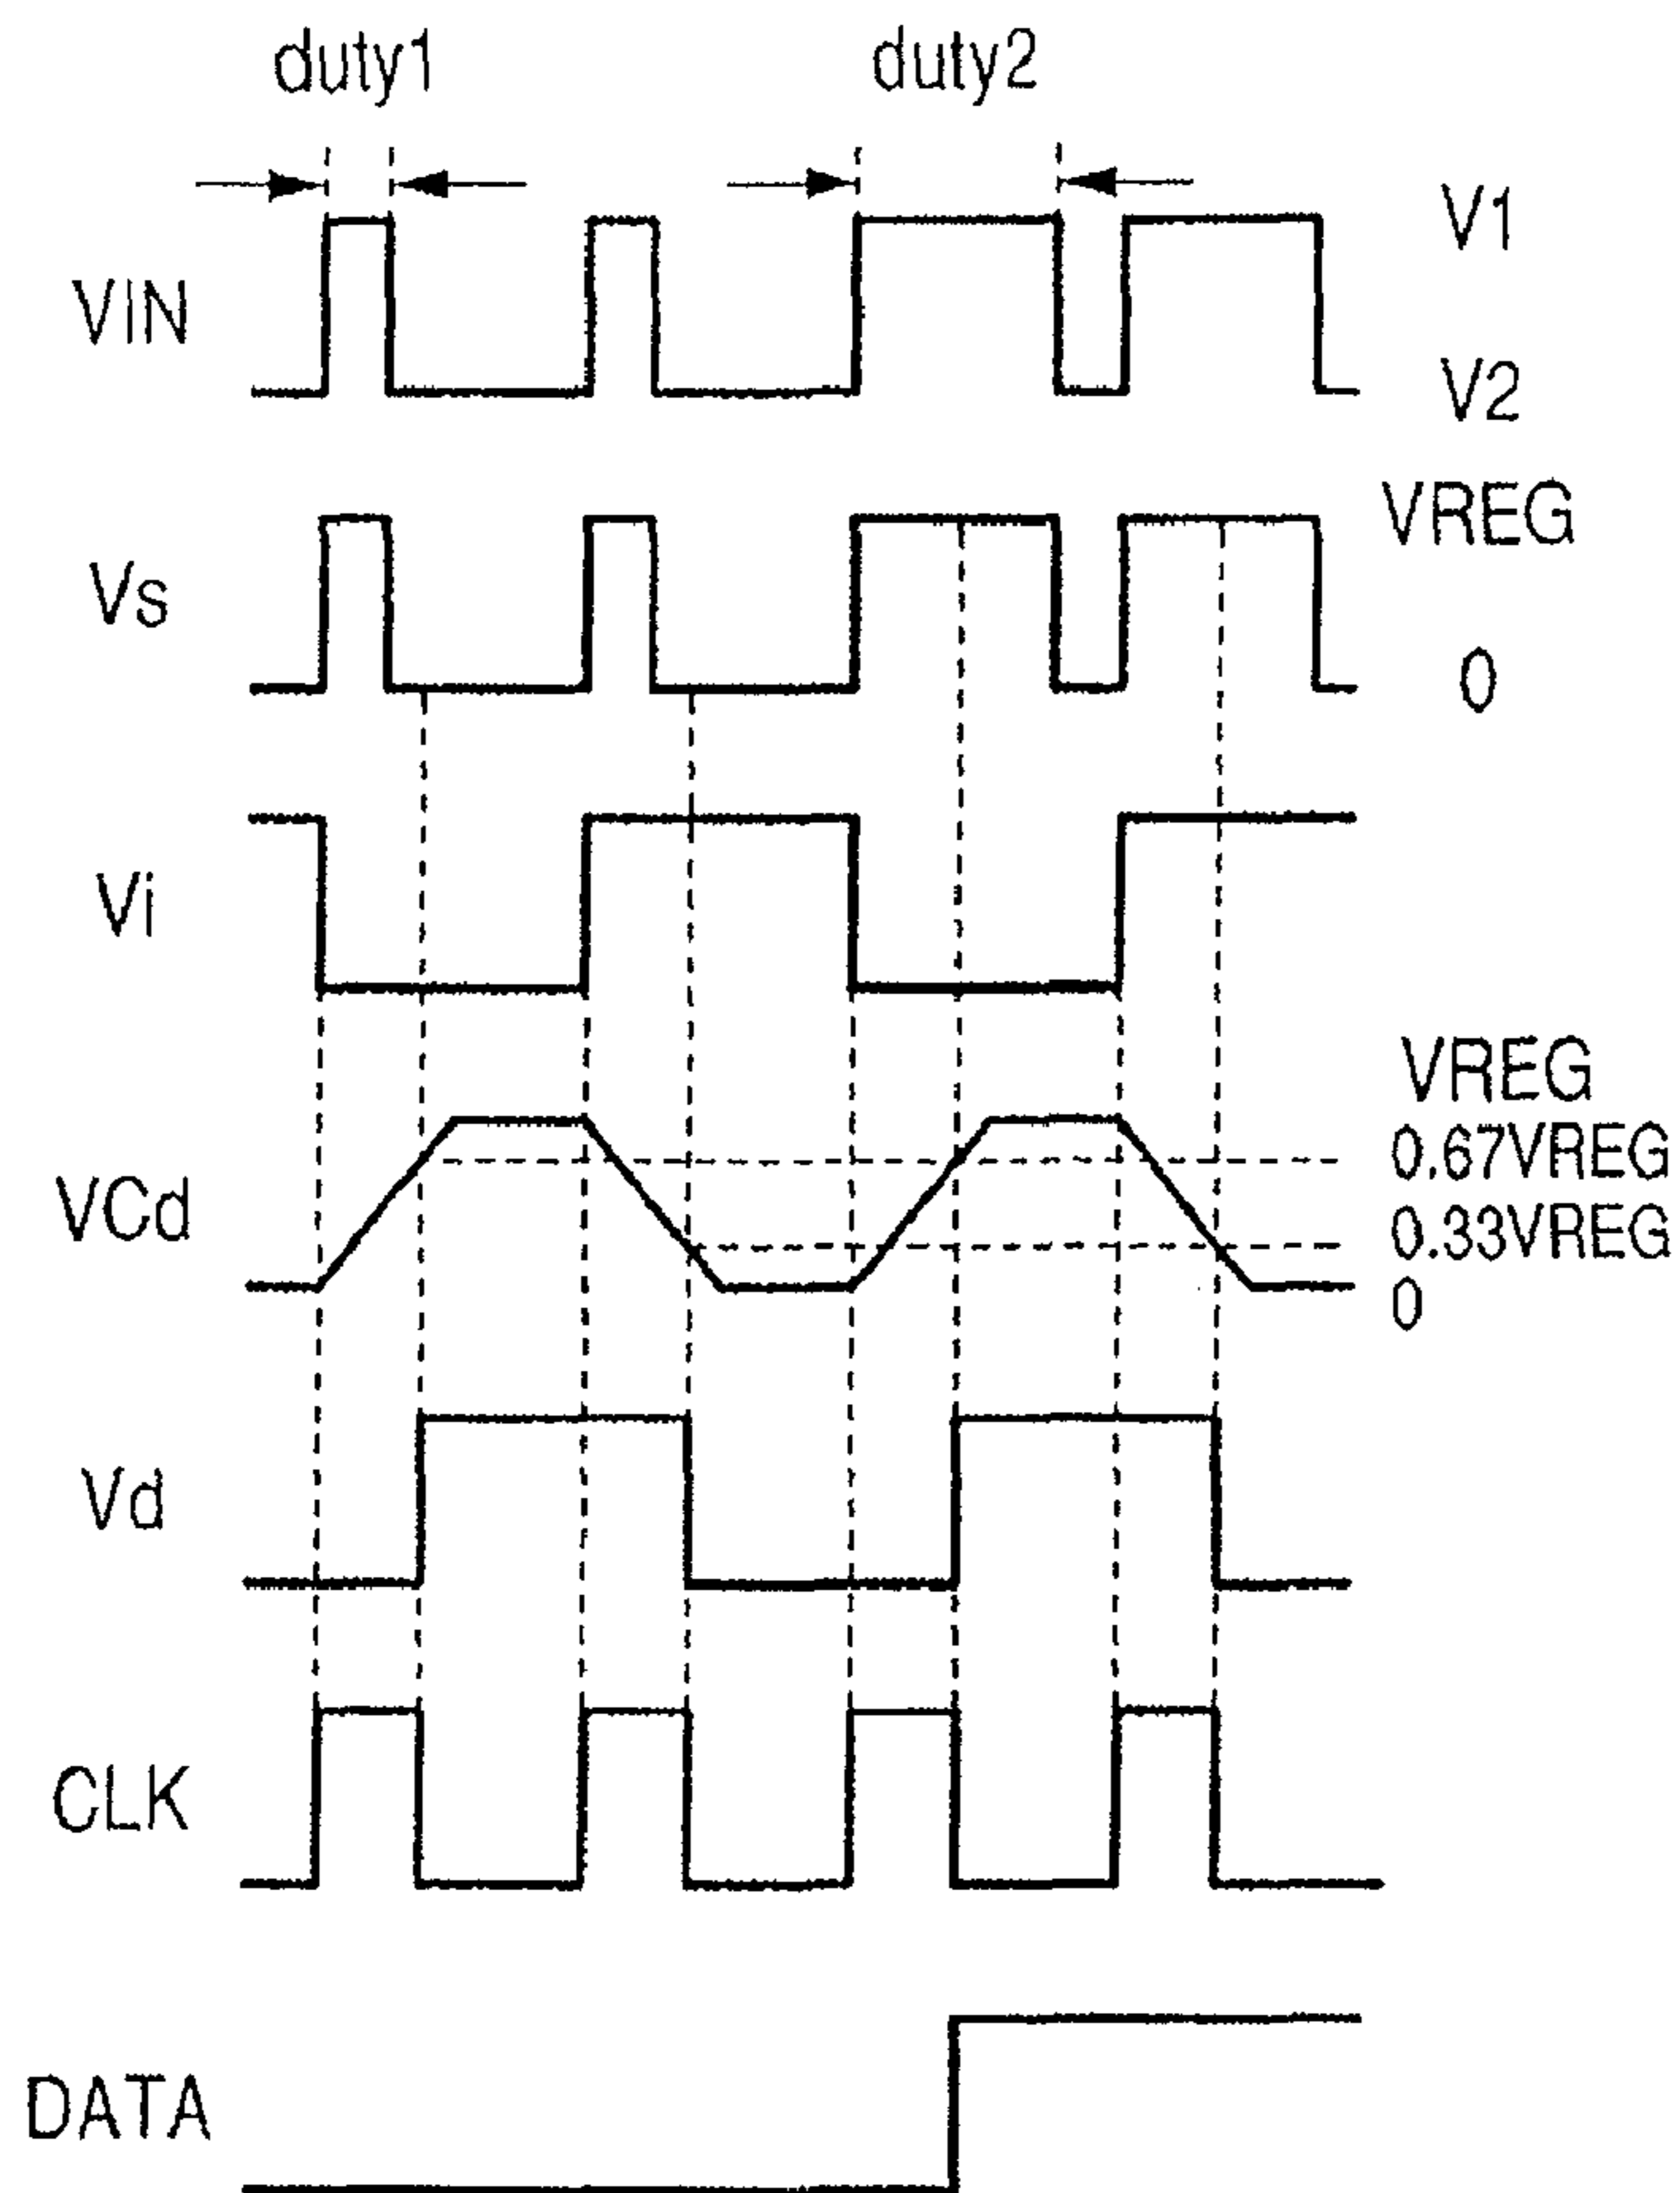 duty1 duty2
V1
VIN
V2
VREG
Vs
0
Vi
VREG
0.67VREG
VCd
0.33VREG
0
Vd
CLK
DATA